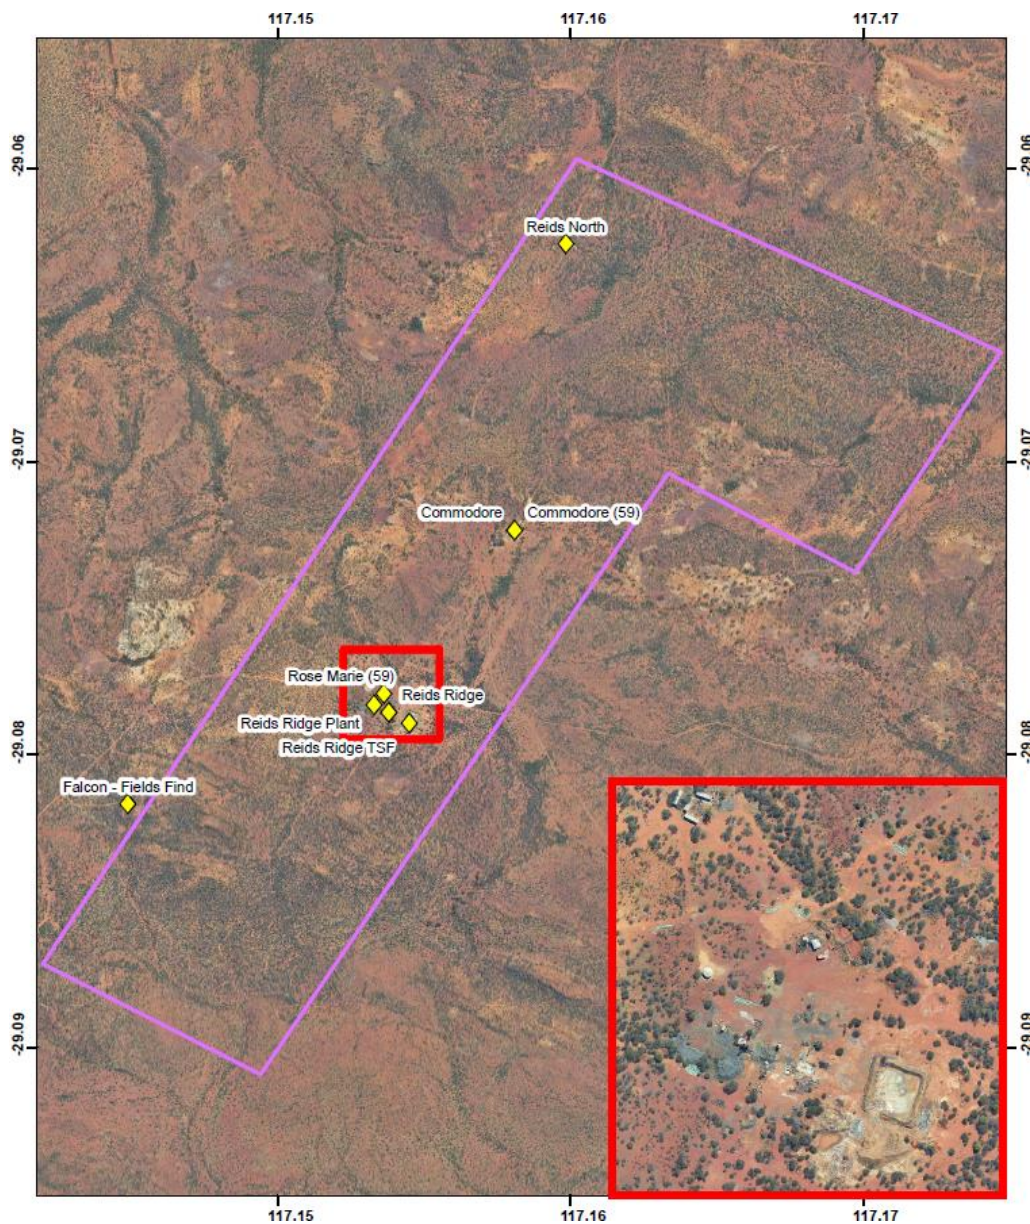 117.15
117.16
117.17
-29.06
-29.06
Reids North
-29.07
-29.07
Commodore
Commodore (59)
Rose Marie (59)
Reids Ridge
Reids Ridge Plant
Reids Ridge TSF
-29.08
-29.08
Falcon - Fields Find
-29.09
-29.09
117.15
117.16
117.17